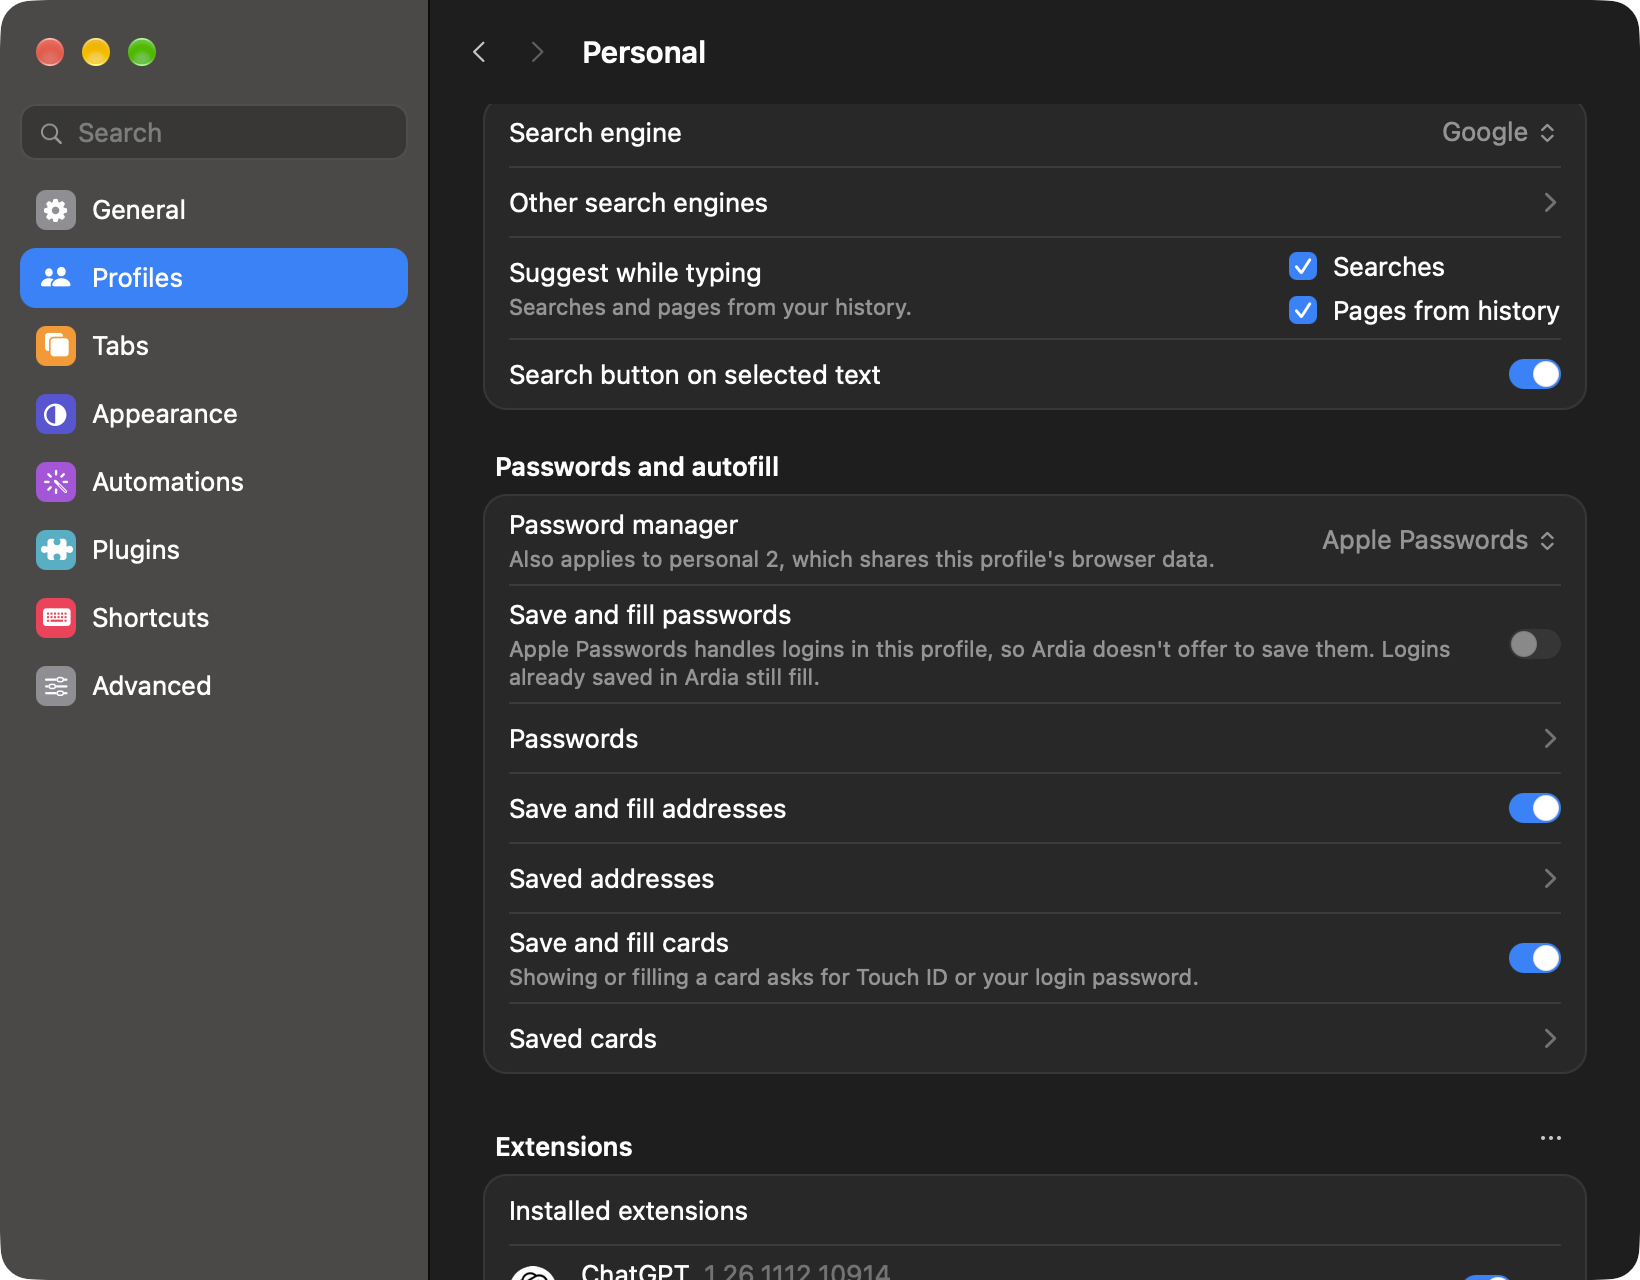 Personal
Search
General
Profiles
Tabs
Appearance
Automations
Plugins
Shortcuts
Advanced
Search engine
Google
Other search engines
Suggest while typing
Searches and pages from your history.
Searches
Pages from history
Search button on selected text
Passwords and autofill
Password manager
Also applies to personal 2, which shares this profile's browser data.
Apple Passwords
Save and fill passwords
Apple Passwords handles logins in this profile, so Ardia doesn't offer to save them. Logins
already saved in Ardia still fill.
Passwords
Save and fill addresses
Saved addresses
Save and fill cards
Showing or filling a card asks for Touch ID or your login password.
Saved cards
Extensions
Installed extensions
ChatGPT 1.26.1112.10914